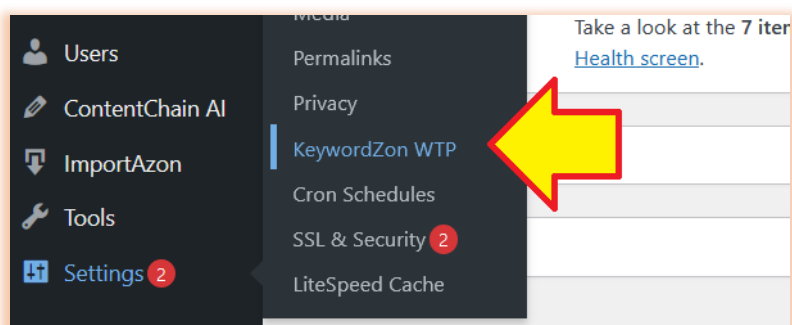 Users
ContentChain AI
ImportAzon
Tools
Settings 2
Media
Permalinks
Privacy
KeywordZon WTP
Cron Schedules
SSL & Security 2
LiteSpeed Cache
Take a look at the 7
Health screen.